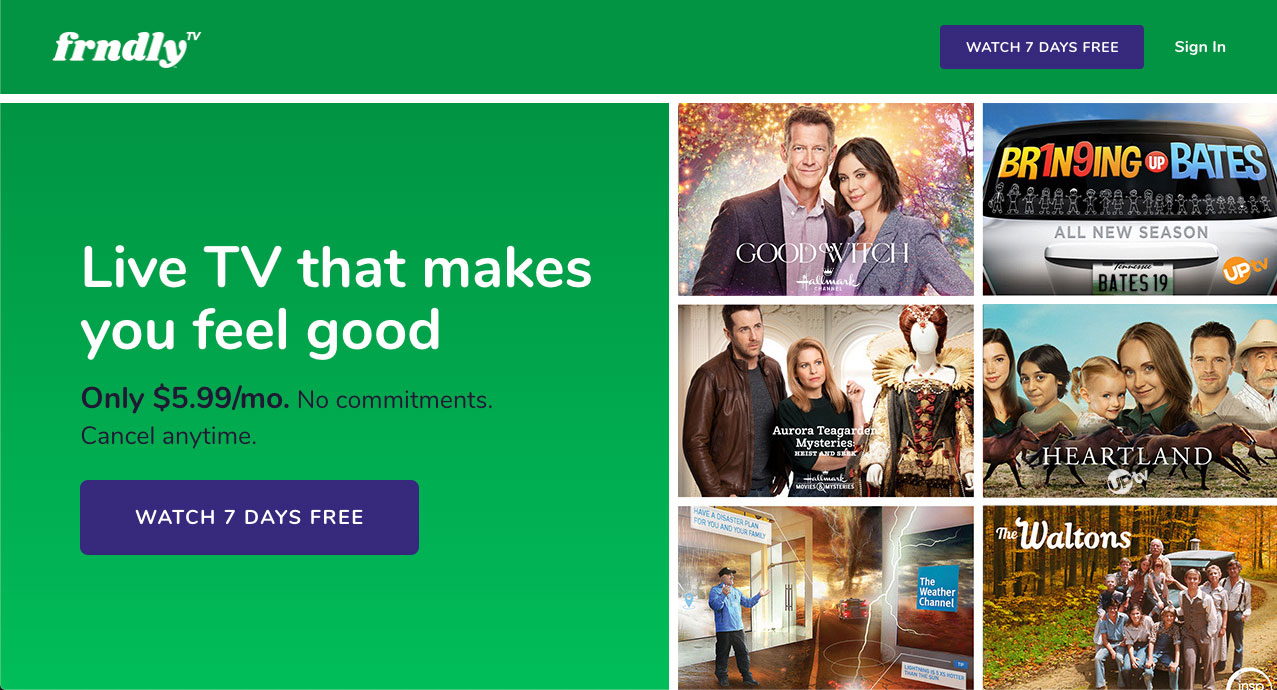 frndly TV
WATCH 7 DAYS FREE
Sign In
Live TV that makes
you feel good
Only $5.99/mo. No commitments.
Cancel anytime.
WATCH 7 DAYS FREE
GOOD WITCH
Hallmark
CHANNEL
BR1N9ING UP BATES
ALL NEW SEASON
Tennessee
BATES 19
UPtv
Aurora Teagarden
Mysteries:
HEIST AND SEEK
Hallmark
MOVIES & MYSTERIES
HEARTLAND
UPtv
HAVE A DISASTER PLAN
FOR YOU AND YOUR FAMILY
The
Weather
Channel
TIP
LIGHTNING IS 5 XS HOTTER
THAN THE SUN
The Waltons
insp